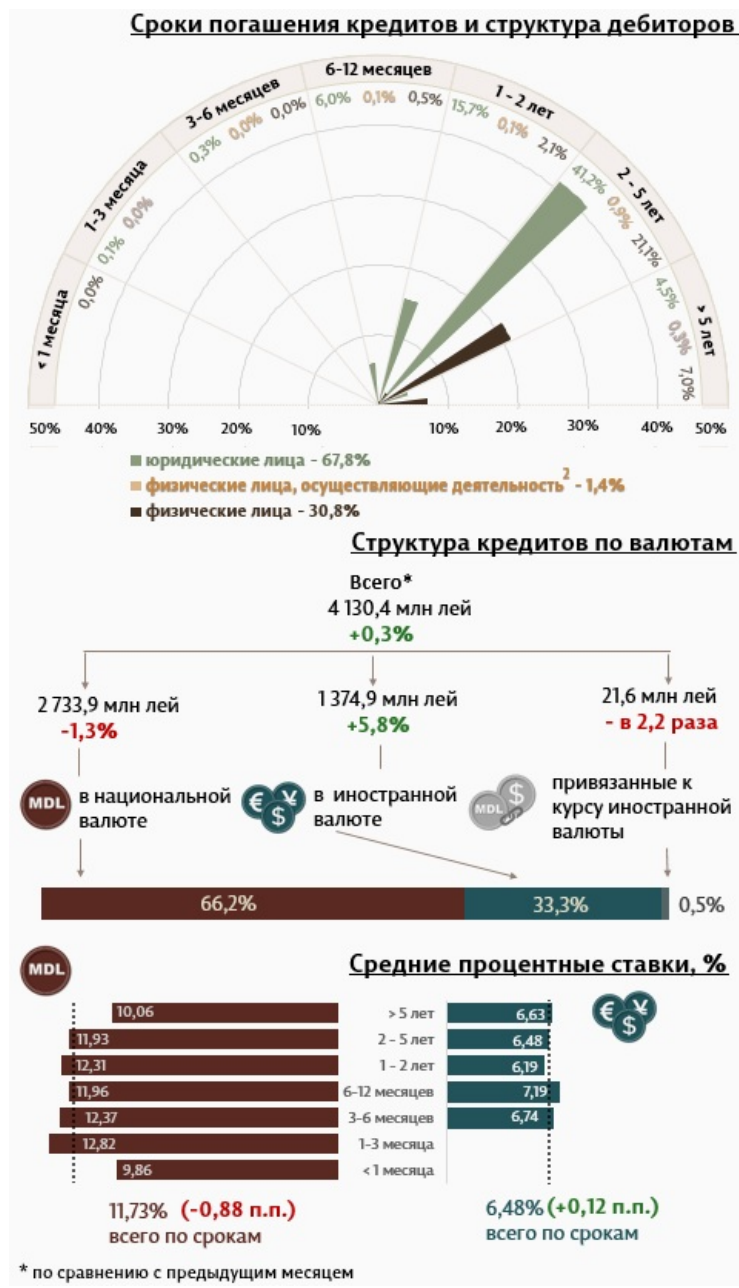 Сроки погашения кредитов и структура дебиторов
< 1 месяца
0,0%
1-3 месяца
0,1%
0,0%
3-6 месяцев
0,3%
0,0%
0,0%
6-12 месяцев
6,0%
0,1%
0,5%
1 - 2 лет
15,7%
0,1%
2,1%
2 - 5 лет
41,2%
0,9%
21,1%
> 5 лет
4,5%
0,3%
7,0%
50% 40% 30% 20% 10% 10% 20% 30% 40% 50%
юридические лица - 67,8%
физические лица, осуществляющие деятельность2 - 1,4%
физические лица - 30,8%
Структура кредитов по валютам
Всего*
4 130,4 млн лей
+0,3%
2 733,9 млн лей
-1,3%
1 374,9 млн лей
+5,8%
21,6 млн лей
- в 2,2 раза
MDL
в национальной
валюте
€ ¥ $
в иностранной
валюте
MDL $
привязанные к
курсу иностранной
валюты
66,2% 33,3% 0,5%
MDL
Средние процентные ставки, %
€ ¥ $
10,06 > 5 лет 6,63
11,93 2 - 5 лет 6,48
12,31 1 - 2 лет 6,19
11,96 6-12 месяцев 7,19
12,37 3-6 месяцев 6,74
12,82 1-3 месяца
9,86 < 1 месяца
11,73% (-0,88 п.п.)
всего по срокам
6,48% (+0,12 п.п.)
всего по срокам
* по сравнению с предыдущим месяцем